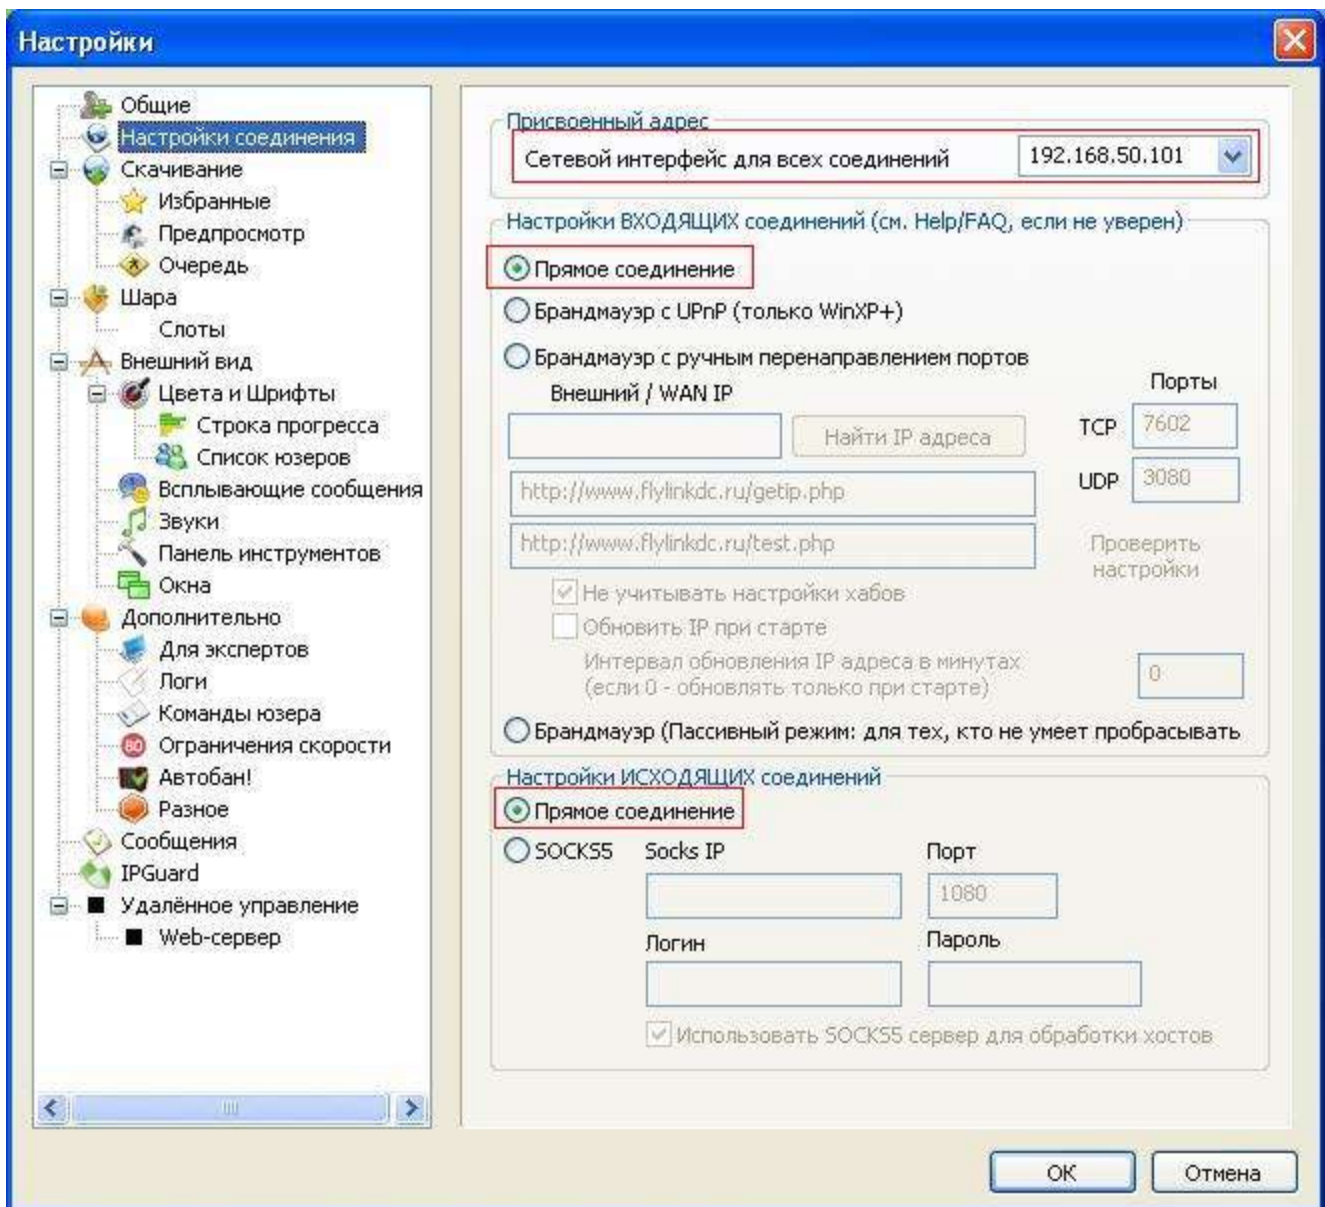 Настройки
Общие
Настройки соединения
Скачивание
Избранные
Предпросмотр
Очередь
Шара
Слоты
Внешний вид
Цвета и Шрифты
Строка прогресса
Список юзеров
Всплывающие сообщения
Звуки
Панель инструментов
Окна
Дополнительно
Для экспертов
Логи
Команды юзера
Ограничения скорости
Автобан!
Разное
Сообщения
IPGuard
Удалённое управление
Web-сервер
Присвоенный адрес
Сетевой интерфейс для всех соединений 192.168.50.101
Настройки ВХОДЯЩИХ соединений (см. Help/FAQ, если не уверен)
Прямое соединение
Брандмауэр с UPnP (только WinXP+)
Брандмауэр с ручным перенаправлением портов
Внешний / WAN IP Порты
Найти IP адреса TCP 7602
http://www.flylinkdc.ru/getip.php UDP 3080
http://www.flylinkdc.ru/test.php Проверить
настройки
Не учитывать настройки хабов
Обновить IP при старте
Интервал обновления IP адреса в минутах
(если 0 - обновлять только при старте) 0
Брандмауэр (Пассивный режим: для тех, кто не умеет пробрасывать
Настройки ИСХОДЯЩИХ соединений
Прямое соединение
SOCKS5 Socks IP Порт
1080
Логин Пароль
Использовать SOCKS5 сервер для обработки хостов
ОК Отмена